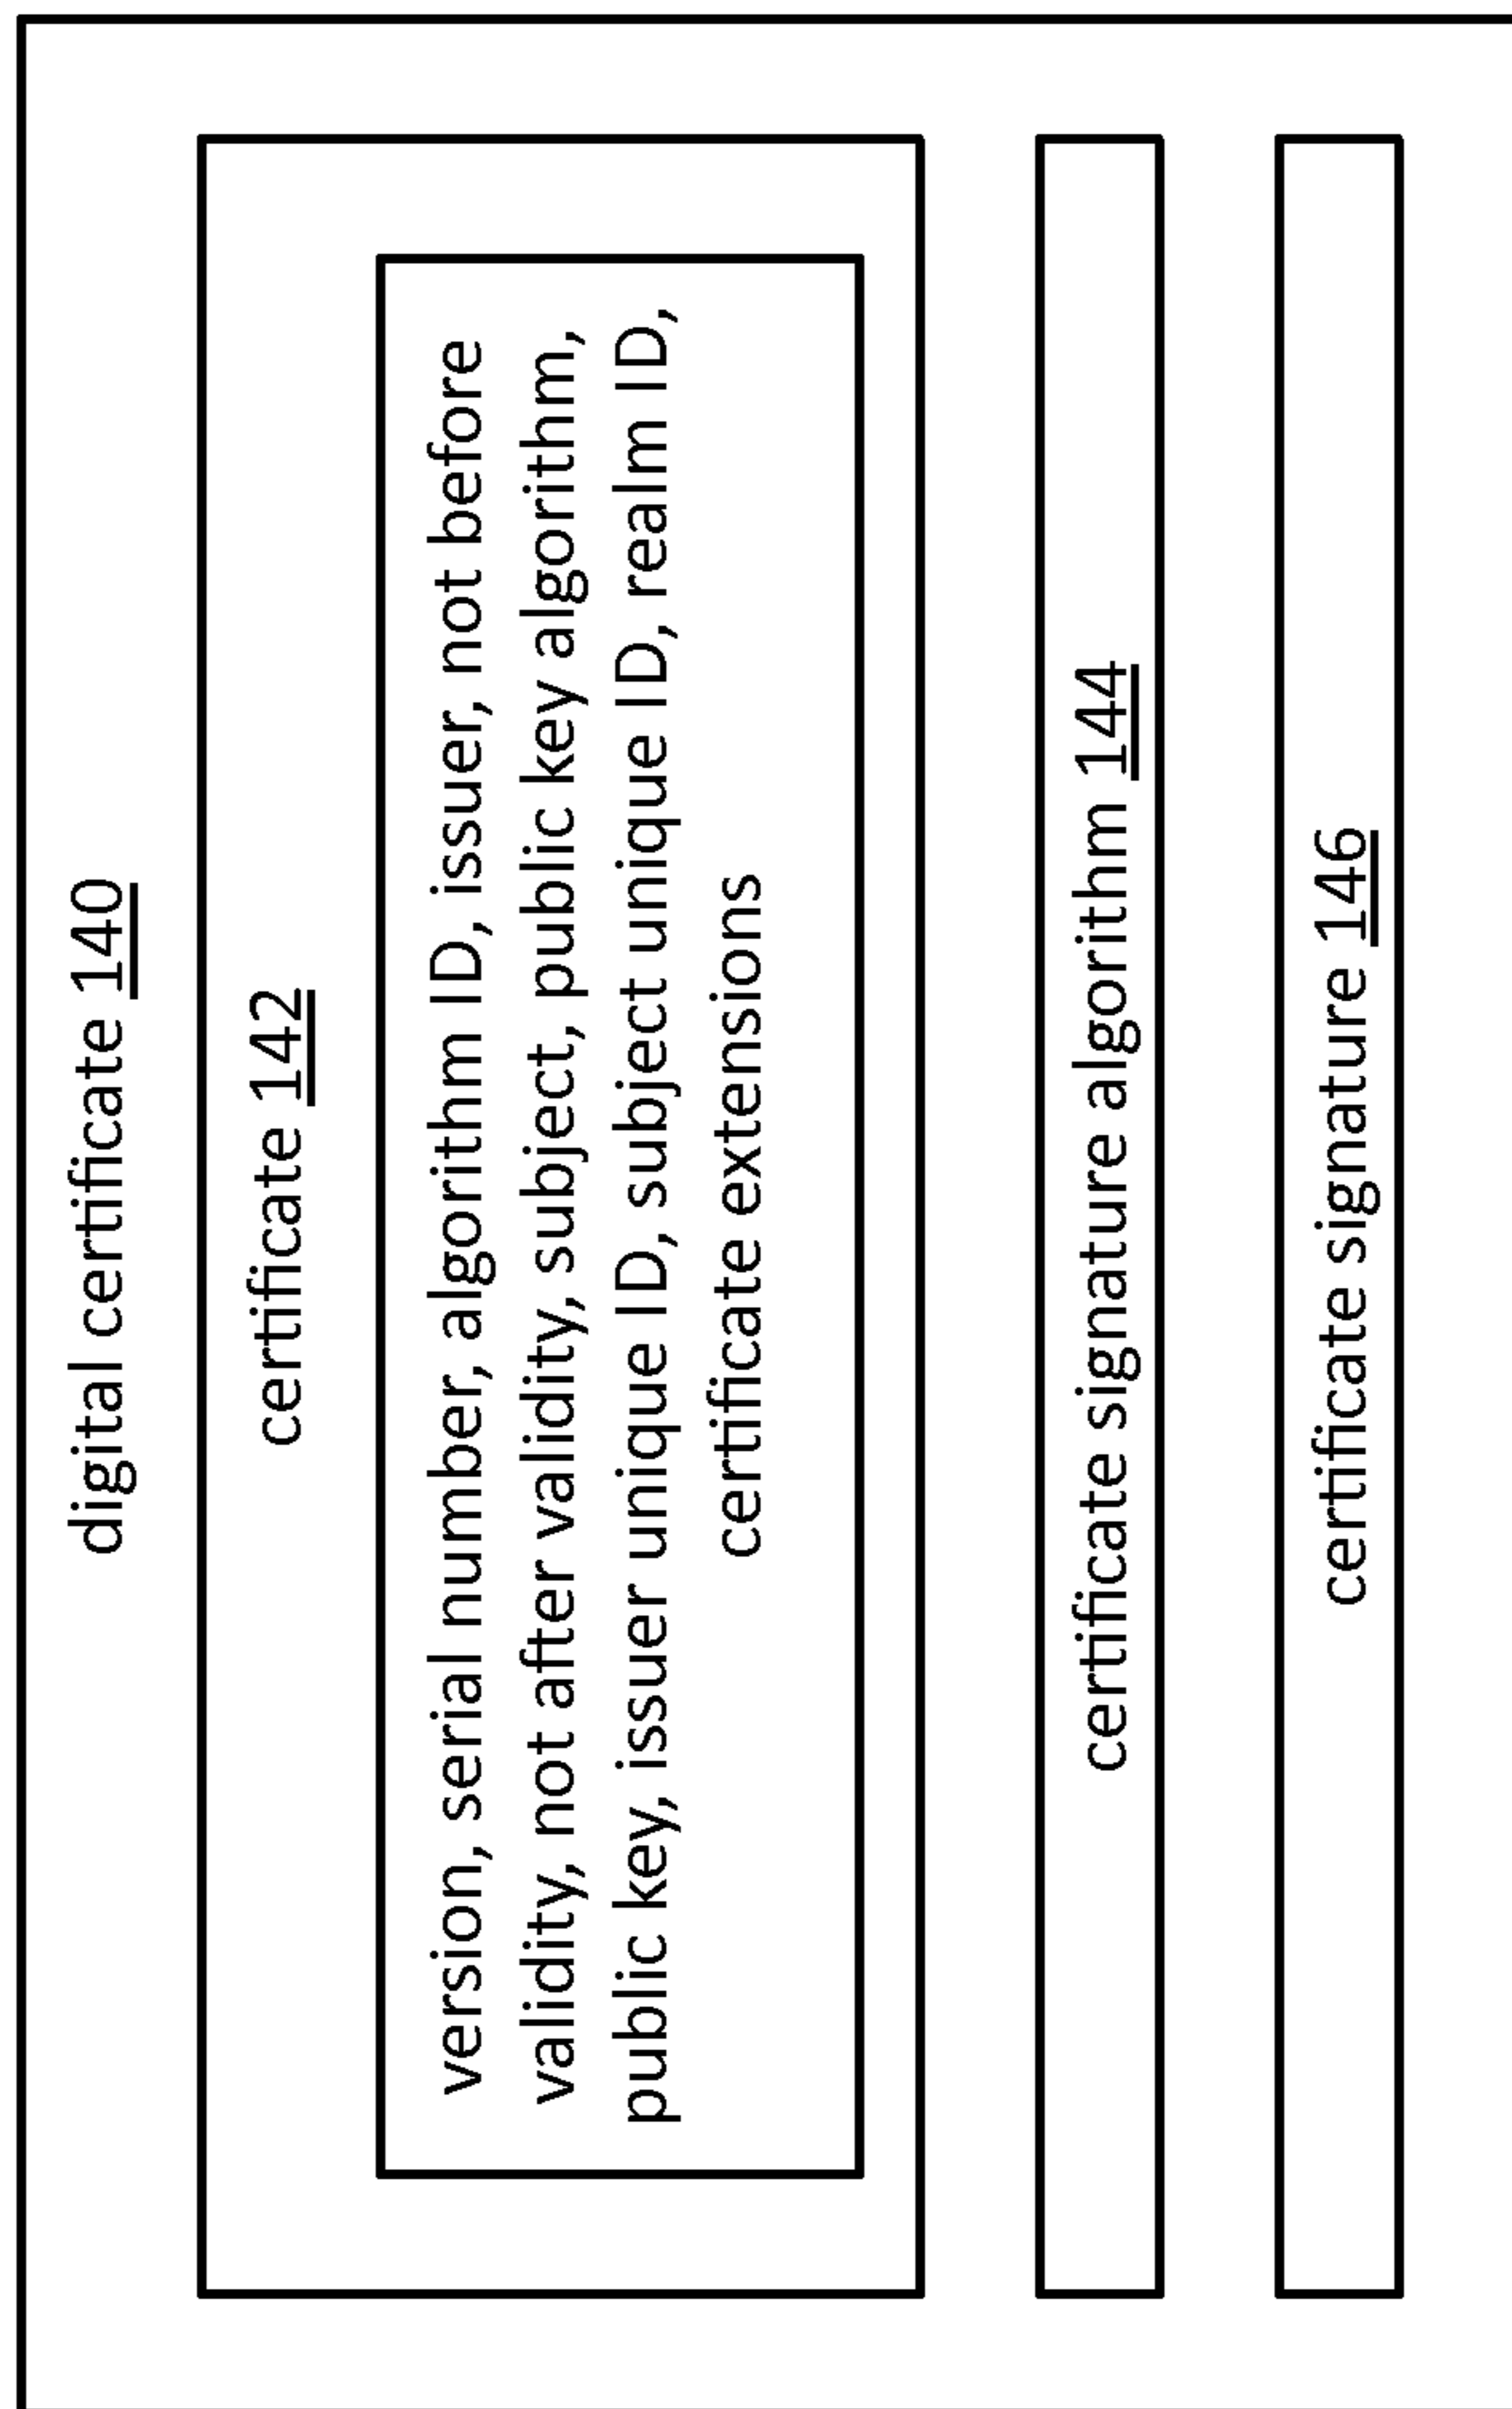 digital certificate 140
certificate 142
version, serial number, algorithm ID, issuer, not before
validity, not after validity, subject, public key algorithm,
public key, issuer unique ID, subject unique ID, realm ID,
certificate extensions
certificate signature algorithm 144
certificate signature 146